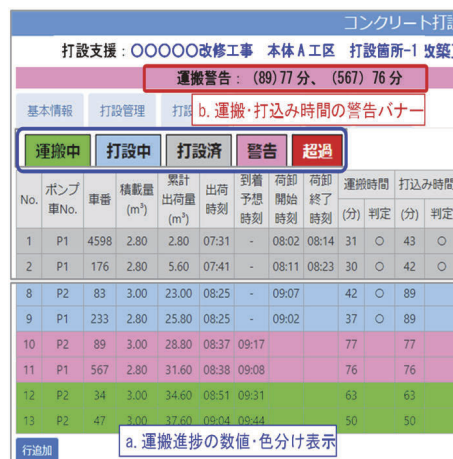 コンクリート打設
打設支援:〇〇〇〇〇改修工事 本体A工区 打設箇所-1 改築
運搬警告: (89)77分、(567) 76分
基本情報 打設管理 打設
b. 運搬・打込み時間の警告バナー
運搬中 打設中 打設済 警告 超過
No. ポンプ車No. 車番 積載量(m³) 累計出荷量(m³) 出荷時刻 到着予想時刻 荷卸開始時刻 荷卸終了時刻 運搬時間 打込み時間
(分) 判定 (分) 判定
1 P1 4598 2.80 2.80 07:31 - 08:02 08:14 31 ○ 43 ○
2 P1 176 2.80 5.60 07:41 - 08:11 08:23 30 ○ 42 ○
8 P2 83 3.00 23.00 08:25 - 09:07 42 ○ 89
9 P1 233 2.80 25.80 08:25 - 09:02 37 ○ 89
10 P2 89 3.00 28.80 08:37 09:17 77 77
11 P1 567 2.80 31.60 08:38 09:08 76 76
12 P2 34 3.00 34.60 08:51 09:31 63 63
13 P2 47 3.00 37.60 09:04 09:44 50 50
a. 運搬進捗の数値・色分け表示
行追加